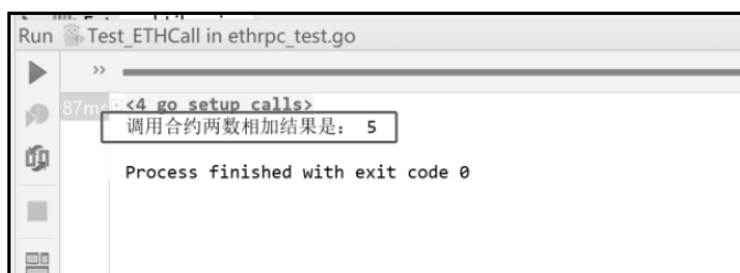 Run Test_ETHCall in ethrpc_test.go
»
87ms <4 go setup calls>
调用合约两数相加结果是： 5
Process finished with exit code 0